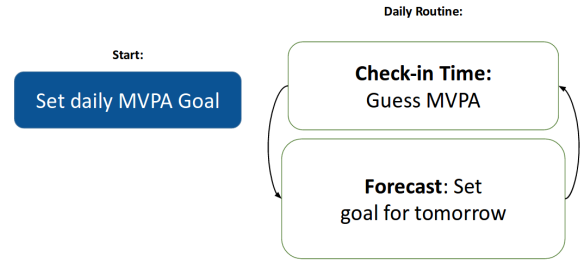 Start:
Set daily MVPA Goal
Daily Routine:
Check-in Time:
Guess MVPA
Forecast: Set
goal for tomorrow